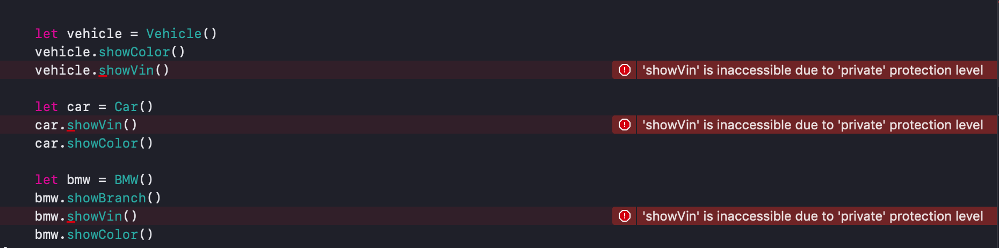 let vehicle = Vehicle()
vehicle.showColor()
vehicle.showVin() 'showVin' is inaccessible due to 'private' protection level
let car = Car()
car.showVin() 'showVin' is inaccessible due to 'private' protection level
car.showColor()
let bmw = BMW()
bmw.showBranch()
bmw.showVin() 'showVin' is inaccessible due to 'private' protection level
bmw.showColor()